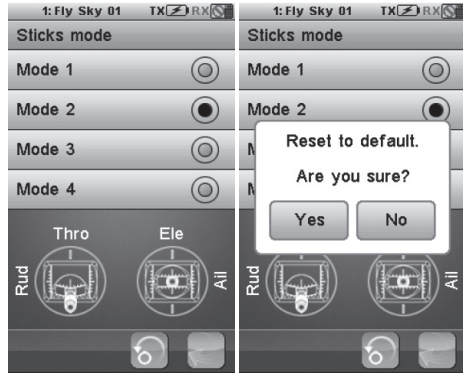 1: Fly Sky 01 TX RX
Sticks mode
Mode 1
Mode 2
Mode 3
Mode 4
Thro Ele
Rud Ail
1: Fly Sky 01 TX RX
Sticks mode
Mode 1
Mode 2
M
M
Reset to default.
Are you sure?
Yes No
Rud Ail